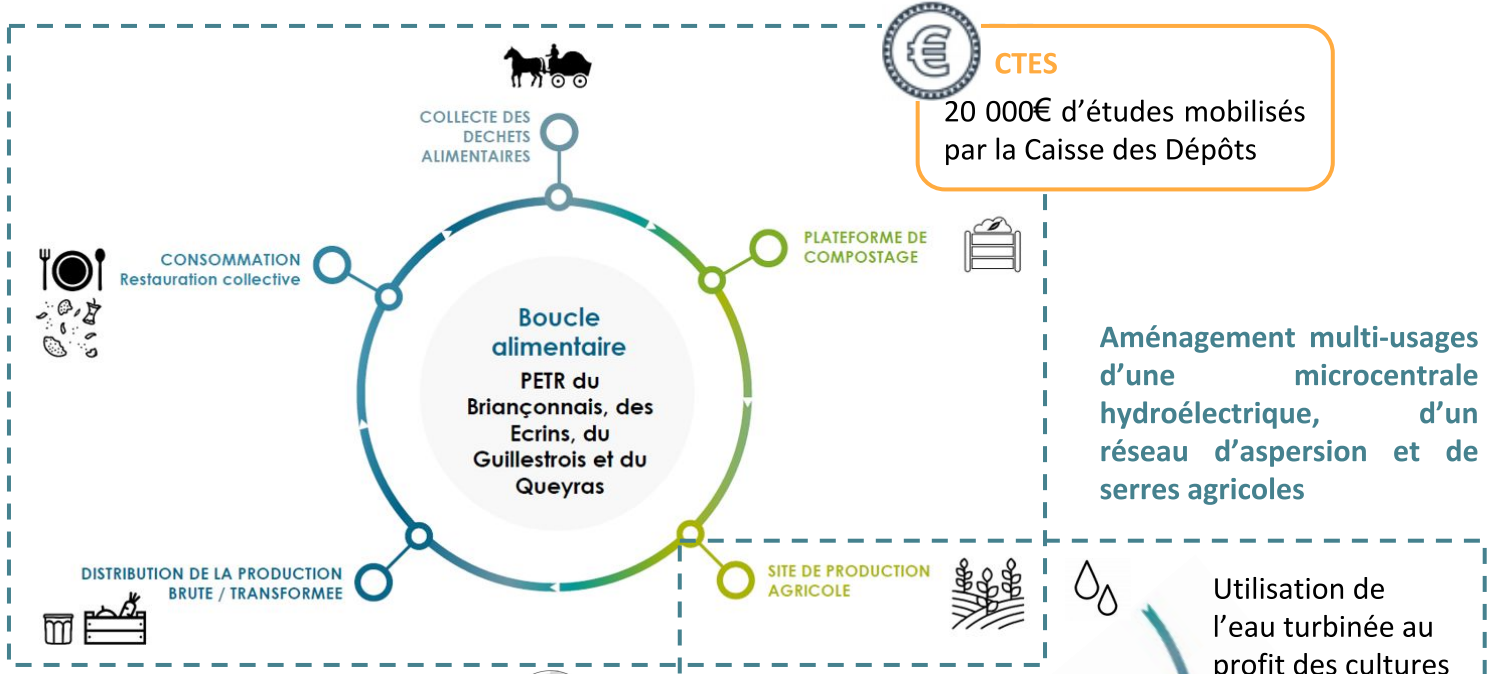 CTES
20 000€ d'études mobilisés
par la Caisse des Dépôts
COLLECTE DES
DECHETS
ALIMENTAIRES
PLATEFORME DE
COMPOSTAGE
CONSOMMATION
Restauration collective
Boucle
alimentaire
PETR du
Briançonnais, des
Ecrins, du
Guillestrois et du
Queyras
Aménagement multi-usages
d'une microcentrale
hydroélectrique, d'un
réseau d'aspersion et de
serres agricoles
DISTRIBUTION DE LA PRODUCTION
BRUTE / TRANSFORMEE
SITE DE PRODUCTION
AGRICOLE
Utilisation de
l'eau turbinée au
profit des cultures